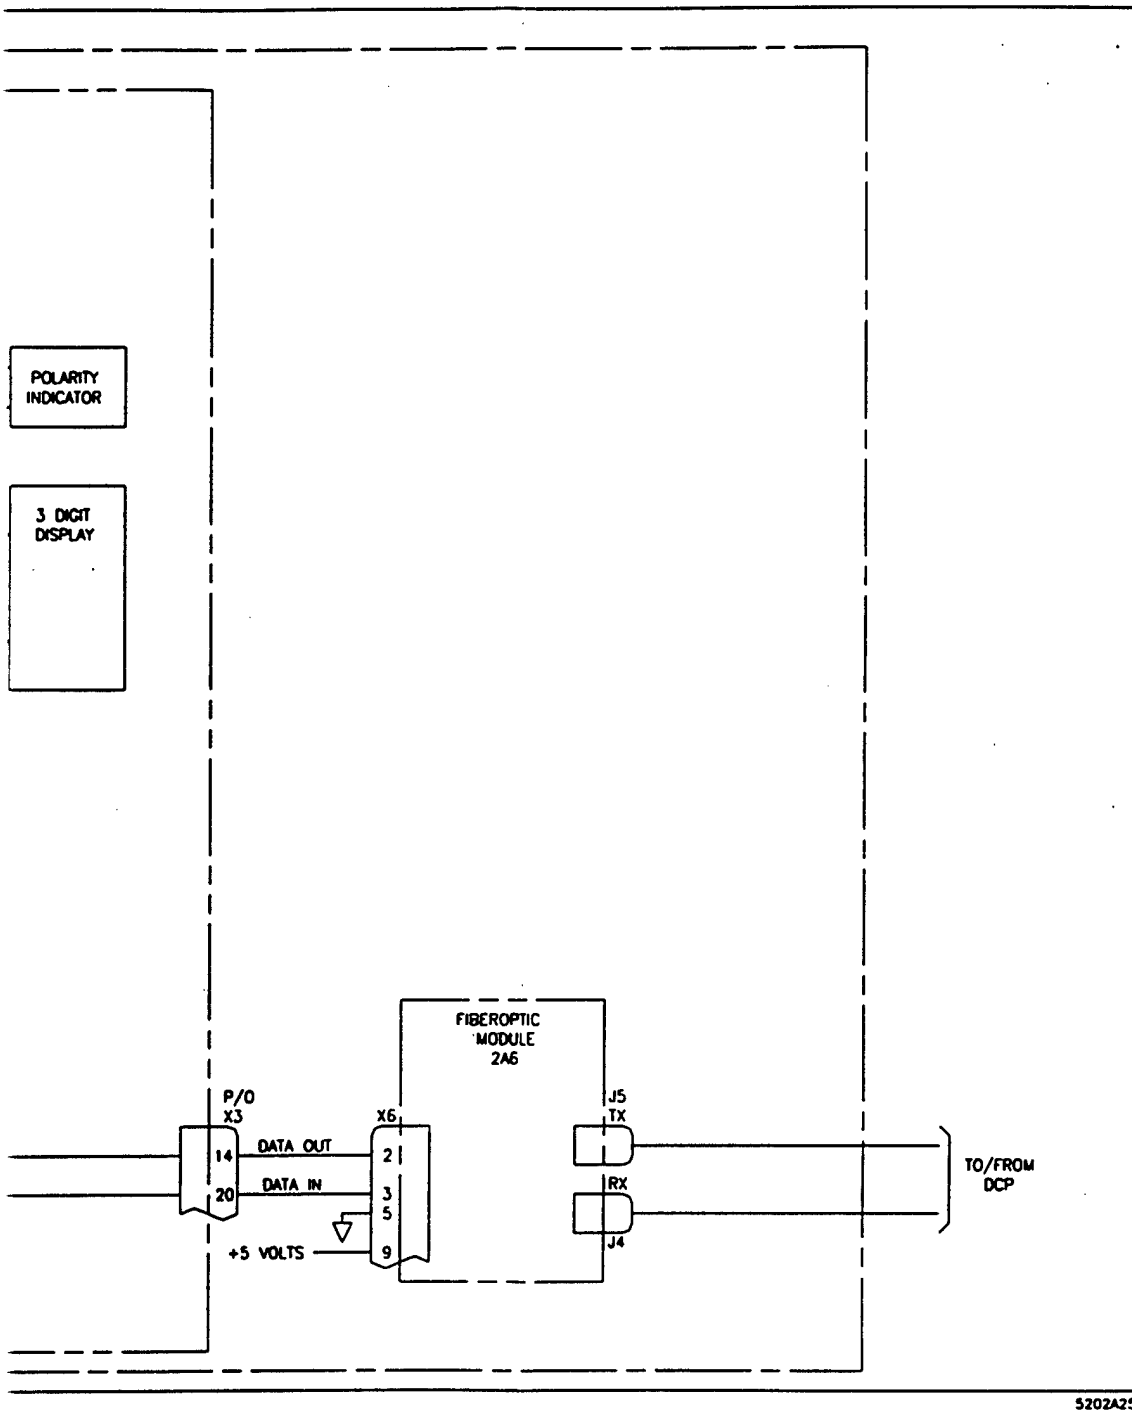 POLARITY
INDICATOR
3 DIGIT
DISPLAY
FIBEROPTIC
MODULE
2A6
P/O
X3
X6
J5
TX
14
DATA OUT
2
20
DATA IN
3
5
+5 VOLTS
9
RX
J4
TO/FROM
DCP
5202A25